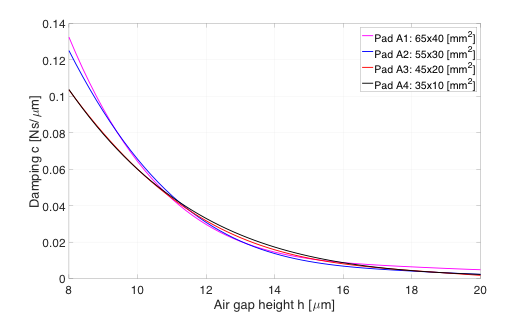 0.14
0.12
0.1
0.08
0.06
0.04
0.02
0
Damping c [Ns/μm]
8
10
12
14
16
18
20
Air gap height h [μm]
Pad A1: 65x40 [mm²]
Pad A2: 55x30 [mm²]
Pad A3: 45x20 [mm²]
Pad A4: 35x10 [mm²]